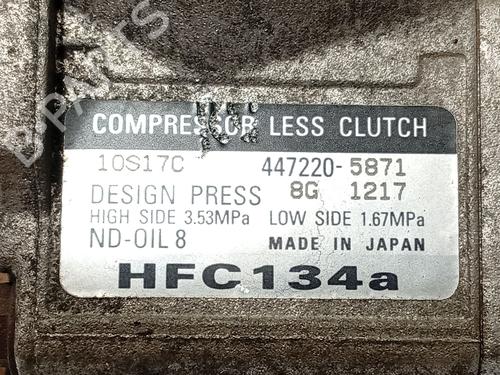 COMPRESSOR LESS CLUTCH
10S17C 447220-5871
DESIGN PRESS 8G 1217
HIGH SIDE 3.53MPa LOW SIDE 1.67MPa
ND-OIL 8 MADE IN JAPAN
HFC134a
B-PARTS